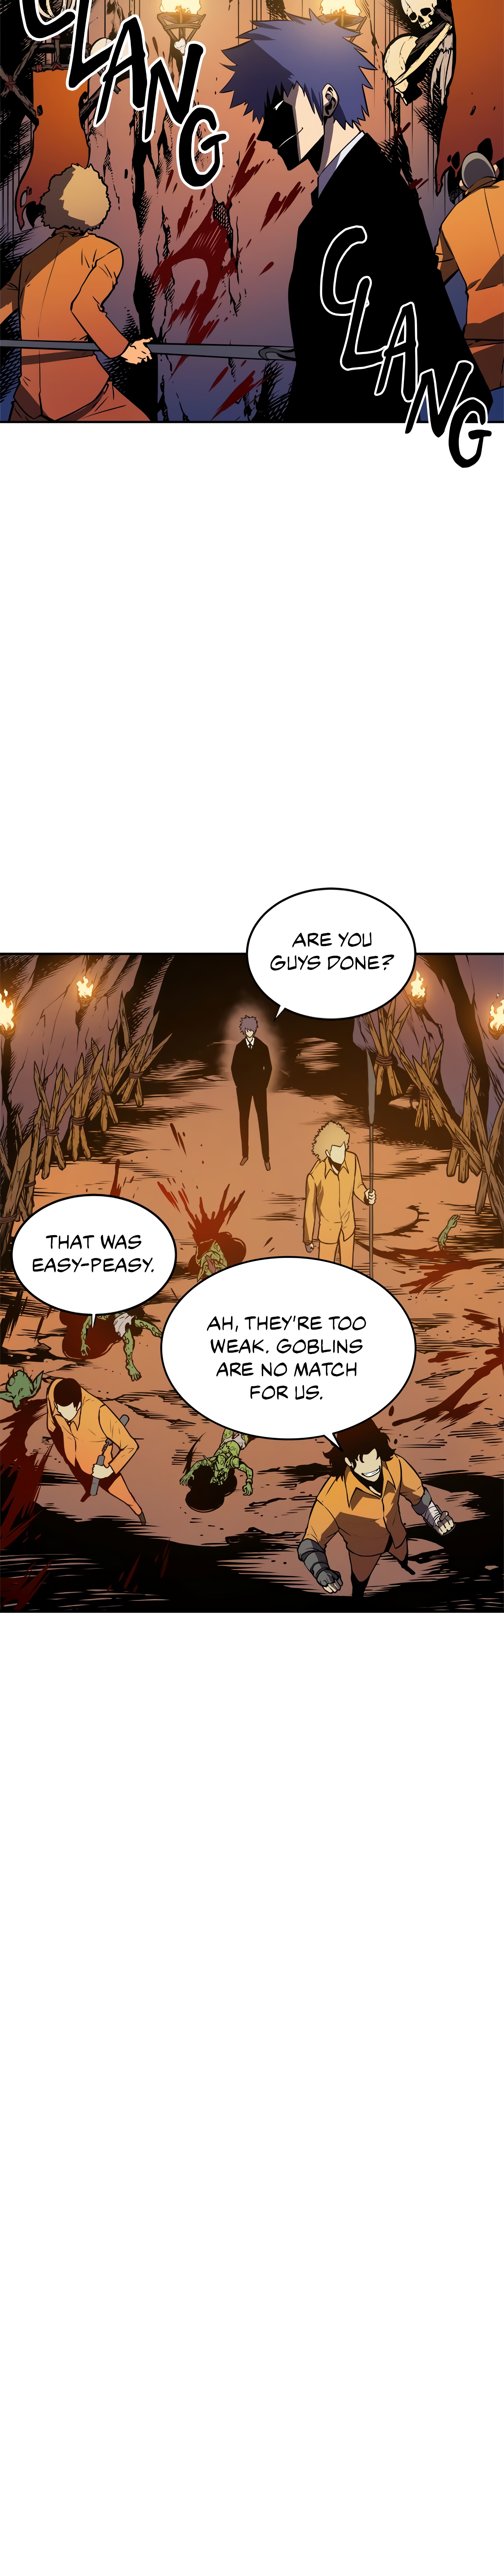 CLANG
CLANG
ARE YOU
GUYS DONE?
THAT WAS
EASY-PEASY.
AH, THEY'RE TOO
WEAK. GOBLINS
ARE NO MATCH
FOR US.